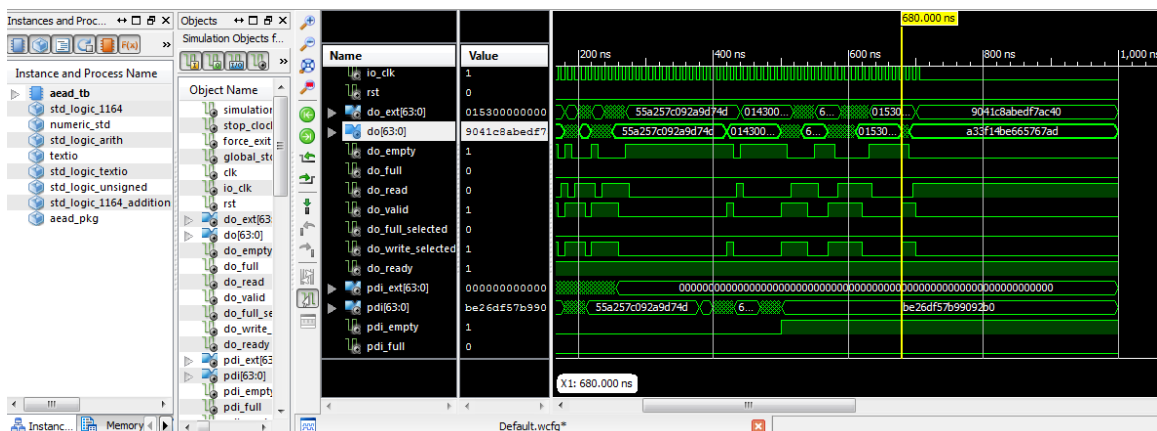 Instances and Proc...
Objects
Simulation Objects f...
F(x)
»
»
Instance and Process Name
aead_tb
std_logic_1164
numeric_std
std_logic_arith
textio
std_logic_textio
std_logic_unsigned
std_logic_1164_addition
aead_pkg
Object Name
simulation
stop_clock
force_exit
global_sto
clk
io_clk
rst
do_ext[63:
do[63:0]
do_empty
do_full
do_read
do_valid
do_full_se
do_write_
do_ready
pdi_ext[63
pdi[63:0]
pdi_empty
pdi_full
Name Value
io_clk 1
rst 0
do_ext[63:0] 015300000000
do[63:0] 9041c8abedf7
do_empty 1
do_full 0
do_read 0
do_valid 1
do_full_selected 0
do_write_selected 1
do_ready 1
pdi_ext[63:0] 000000000000
pdi[63:0] be26df57b990
pdi_empty 1
pdi_full 0
680.000 ns
200 ns 400 ns 600 ns 800 ns 1,000 n
55a257c092a9d74d 014300... 6... 01530... 9041c8abedf7ac40
55a257c092a9d74d 014300... 6... 01530... a33f14be665767ad
0000000000000000000000000000000000000000000000000000000000000000
55a257c092a9d74d 6... be26df57b99092b0
X1: 680.000 ns
Instanc... Memory
Default.wcfg*